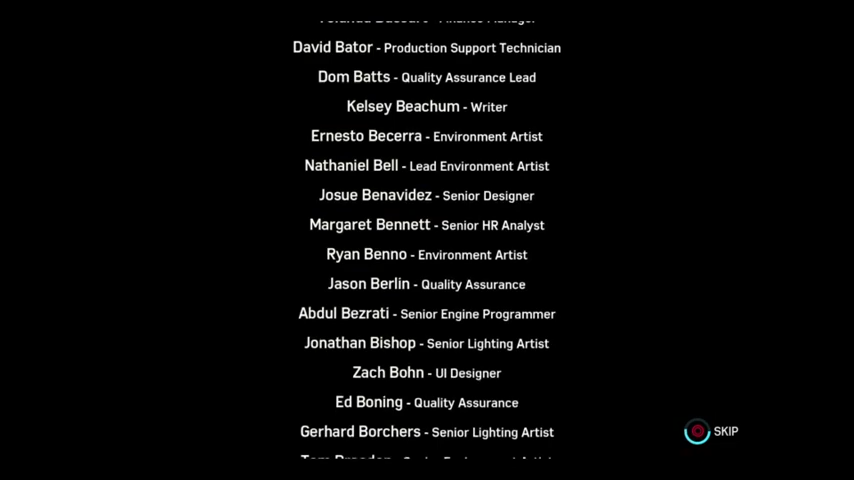 David Bator - Production Support Technician
Dom Batts - Quality Assurance Lead
Kelsey Beachum - Writer
Ernesto Becerra - Environment Artist
Nathaniel Bell - Lead Environment Artist
Josue Benavidez - Senior Designer
Margaret Bennett - Senior HR Analyst
Ryan Benno - Environment Artist
Jason Berlin - Quality Assurance
Abdul Bezrati - Senior Engine Programmer
Jonathan Bishop - Senior Lighting Artist
Zach Bohn - UI Designer
Ed Boning - Quality Assurance
Gerhard Borchers - Senior Lighting Artist
SKIP